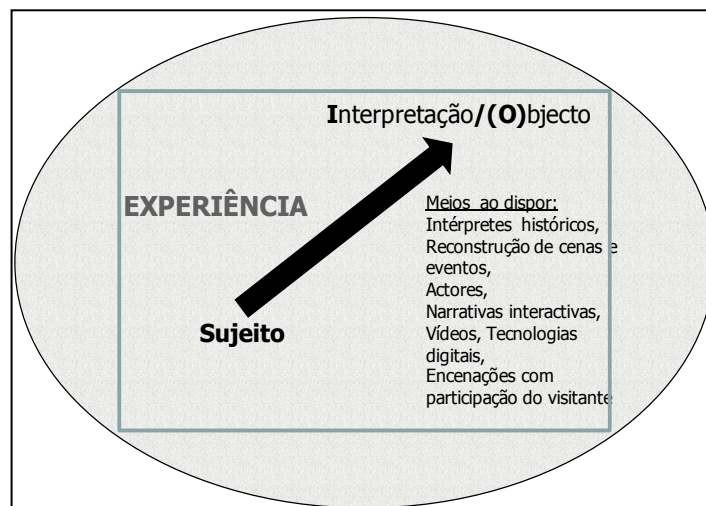 Interpretação/(O)bjecto
EXPERIÊNCIA
Meios ao dispor:
Intérpretes históricos,
Reconstrução de cenas e
eventos,
Actores,
Narrativas interactivas,
Vídeos, Tecnologias
digitais,
Encenações com
participação do visitante
Sujeito